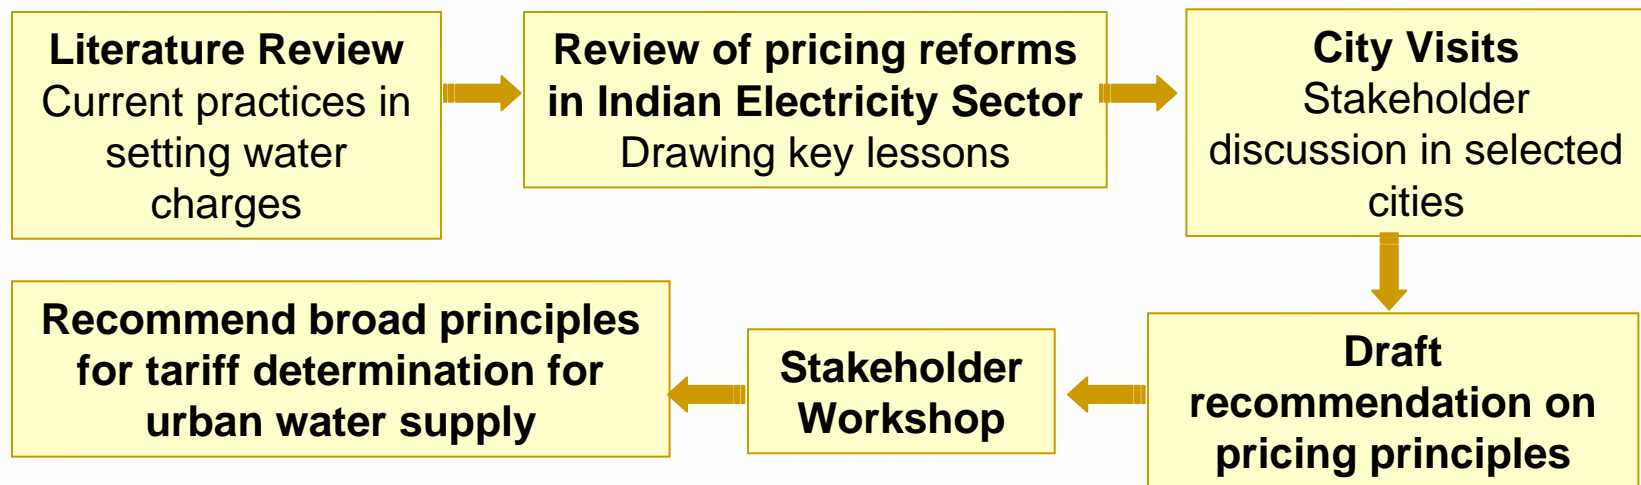 Literature Review
Current practices in
setting water
charges
Review of pricing reforms
in Indian Electricity Sector
Drawing key lessons
City Visits
Stakeholder
discussion in selected
cities
Draft
recommendation on
pricing principles
Stakeholder
Workshop
Recommend broad principles
for tariff determination for
urban water supply